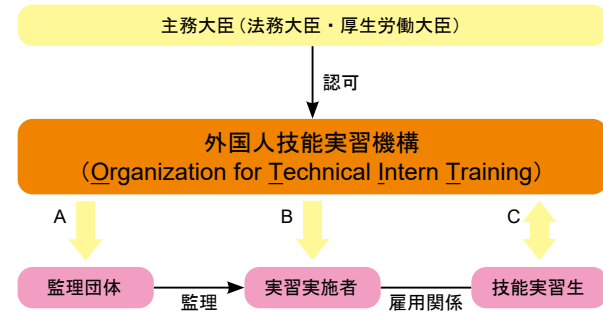 主務大臣（法務大臣・厚生労働大臣）
認可
外国人技能実習機構
（Organization for Technical Intern Training）
A
B
C
監理団体
監理
実習実施者
雇用関係
技能実習生